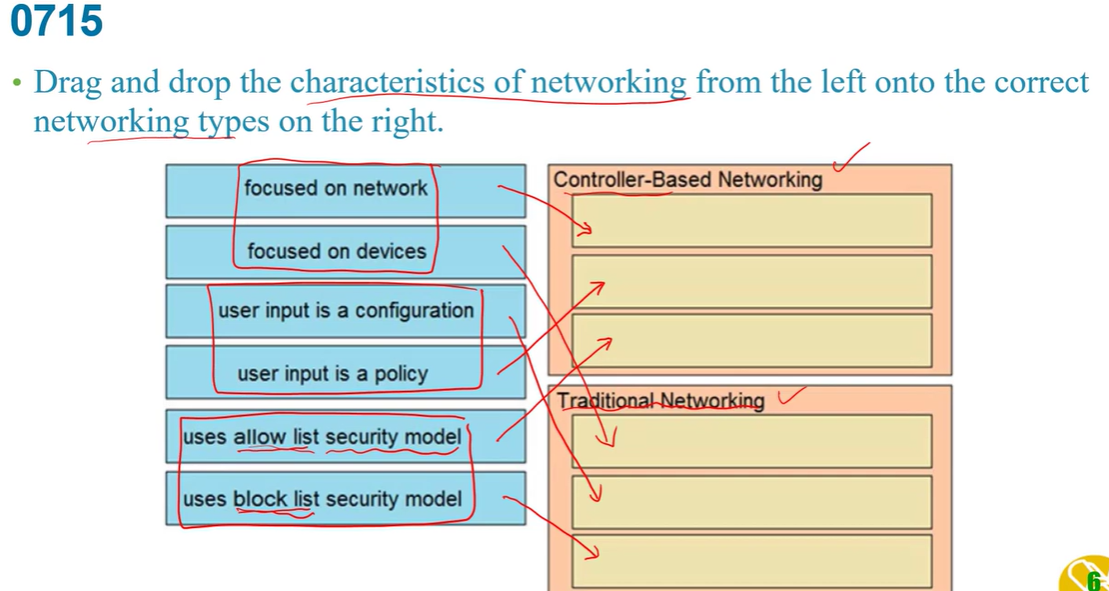 0715
• Drag and drop the characteristics of networking from the left onto the correct
networking types on the right.
focused on network
focused on devices
user input is a configuration
user input is a policy
uses allow list security model
uses block list security model
Controller-Based Networking
Traditional Networking
6